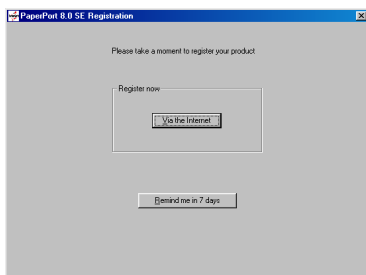 PaperPort 8.0 SE Registration
Please take a moment to register your product
Register now
Via the Internet
Remind me in 7 days